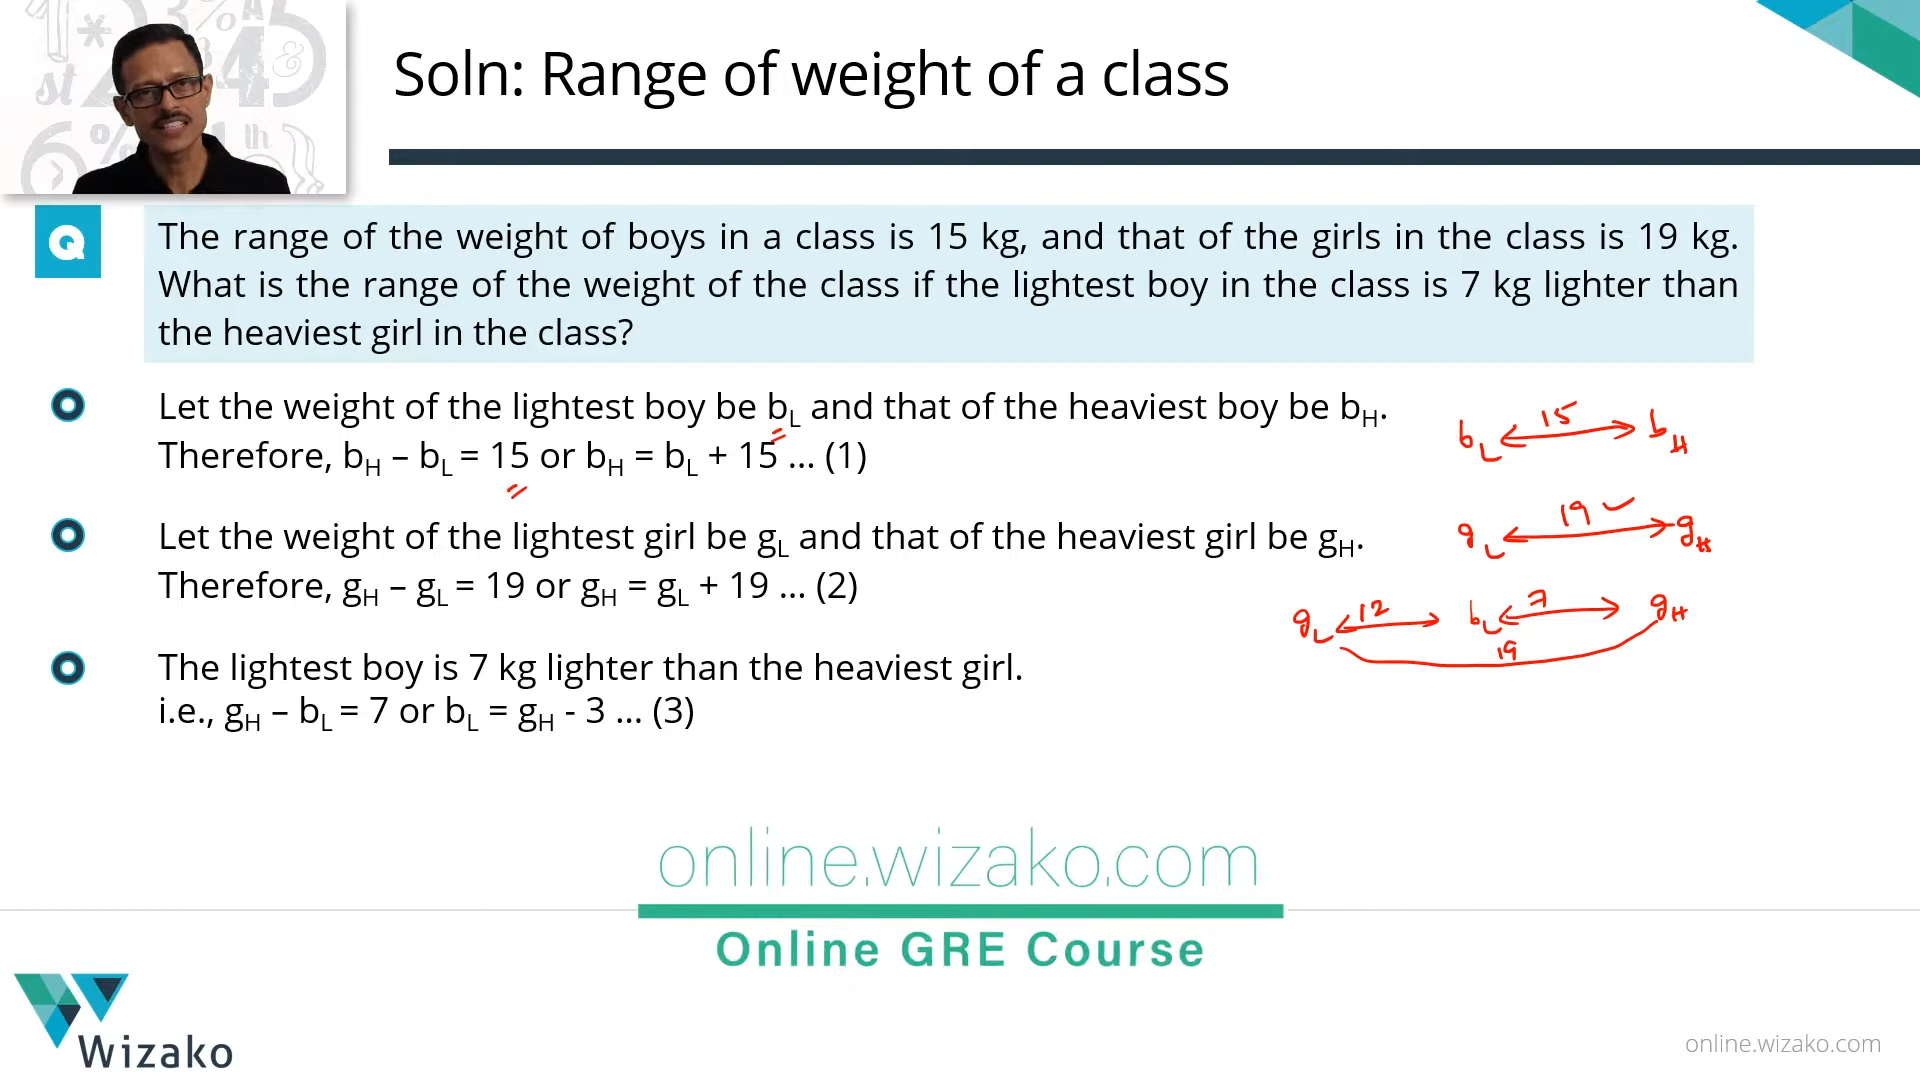 Soln: Range of weight of a class
Q
The range of the weight of boys in a class is 15 kg, and that of the girls in the class is 19 kg.
What is the range of the weight of the class if the lightest boy in the class is 7 kg lighter than
the heaviest girl in the class?
Let the weight of the lightest boy be bL and that of the heaviest boy be bH.
Therefore, bH – bL = 15 or bH = bL + 15 ... (1)
bL 15 bH
Let the weight of the lightest girl be gL and that of the heaviest girl be gH.
Therefore, gH – gL = 19 or gH = gL + 19 ... (2)
gL 19 gH
gL 12 bL 7 gH
19
The lightest boy is 7 kg lighter than the heaviest girl.
i.e., gH – bL = 7 or bL = gH - 3 ... (3)
online.wizako.com
Online GRE Course
Wizako
online.wizako.com